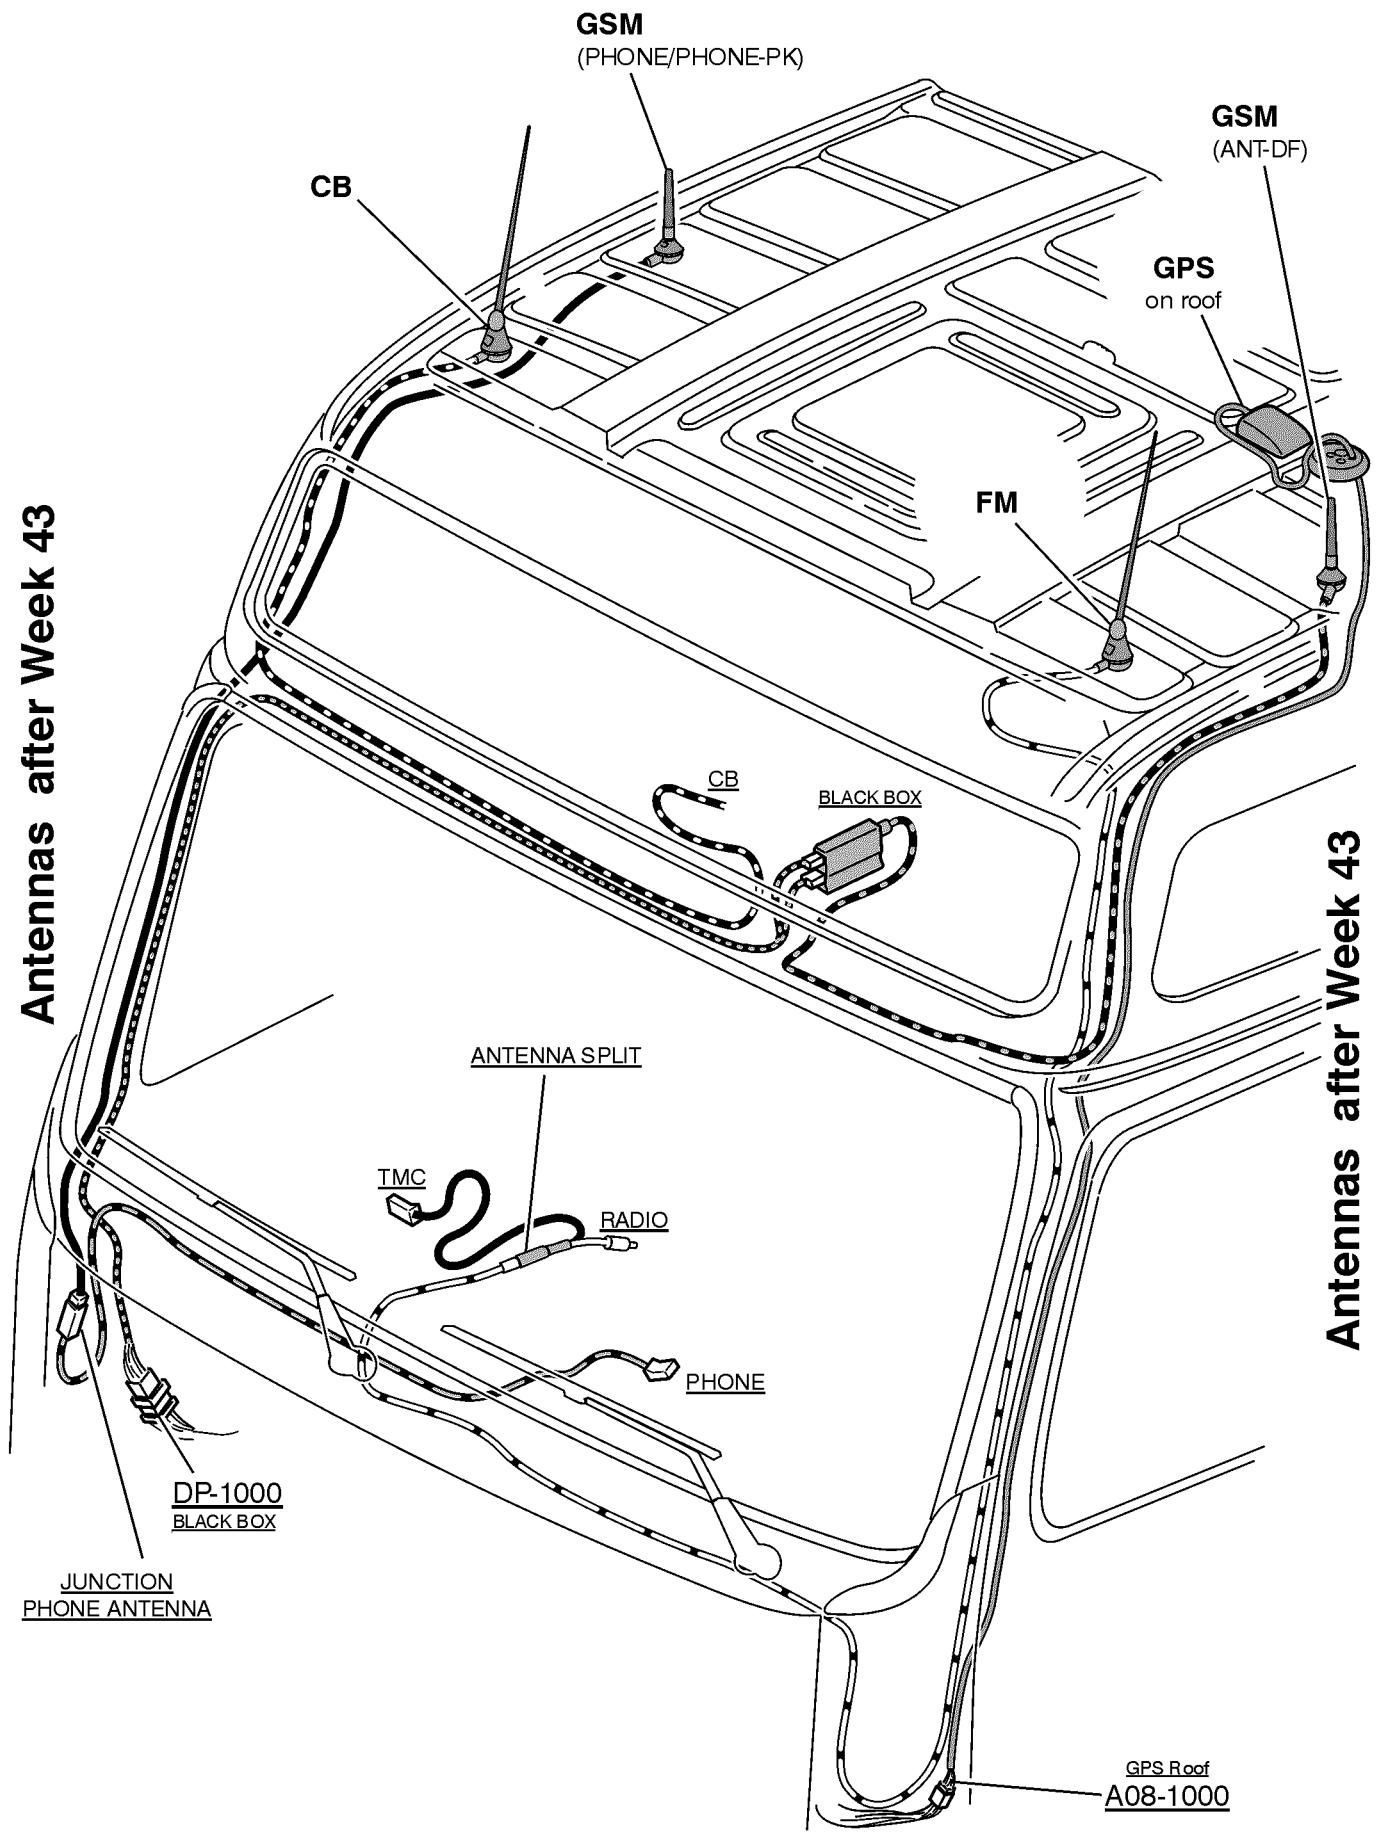 GSM
(PHONE/PHONE-PK)
GSM
(ANT-DF)
CB
GPS
on roof
FM
Antennas after Week 43
CB
BLACK BOX
Antennas after Week 43
ANTENNA SPLIT
TMC
RADIO
PHONE
DP-1000
BLACK BOX
JUNCTION
PHONE ANTENNA
GPS Roof
A08-1000